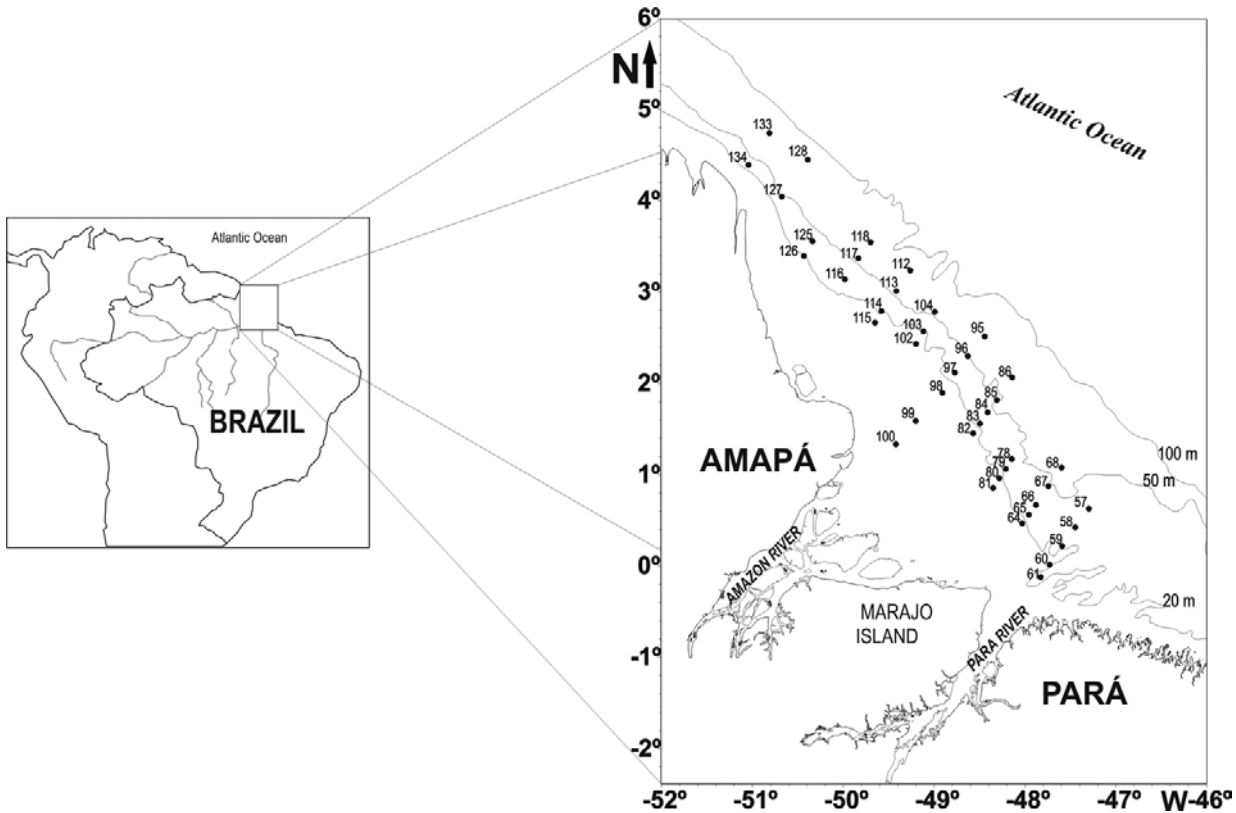 Atlantic Ocean
BRAZIL
6º
N
5º
Atlantic Ocean
133
128
134
4º
127
125
118
126
117
112
3º
116
113
114
104
115
103
95
102
96
2º
97
86
98
85
84
99
83
82
100
100 m
AMAPÁ
78
79
68
1º
80
67
50 m
81
66
57
65
64
58
59
60
0º
61
AMAZON RIVER
20 m
MARAJO
ISLAND
PARA RIVER
-1º
PARÁ
-2º
-52 -51º -50º -49º -48º -47º W-46º